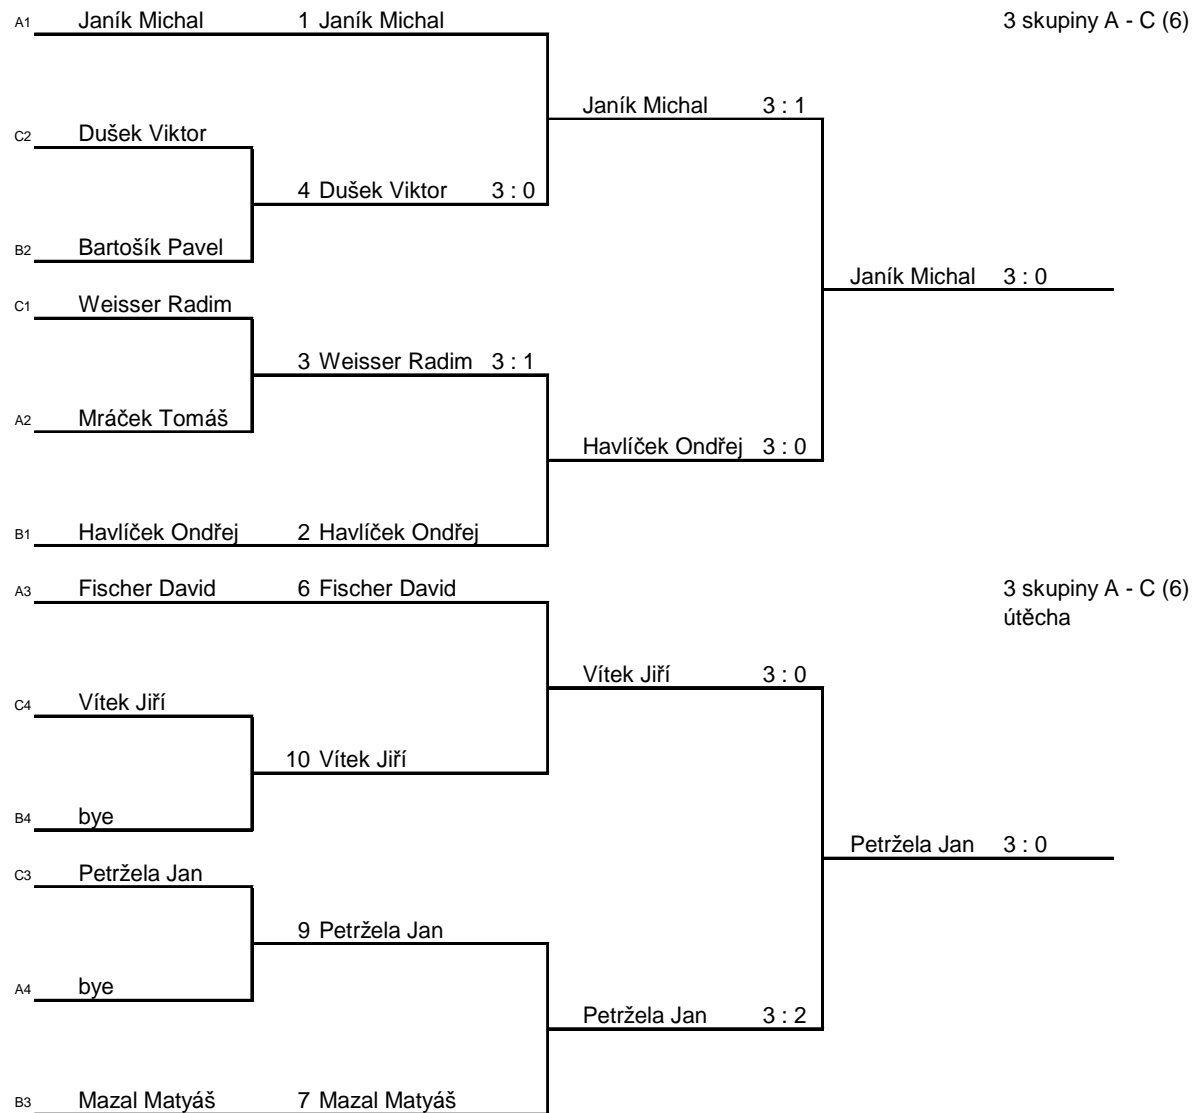 A1 Janík Michal 1 Janík Michal 3 skupiny A - C (6)
Janík Michal 3 : 1
C2 Dušek Viktor
4 Dušek Viktor 3 : 0
B2 Bartošík Pavel
Janík Michal 3 : 0
C1 Weisser Radim
3 Weisser Radim 3 : 1
A2 Mráček Tomáš
Havlíček Ondřej 3 : 0
B1 Havlíček Ondřej 2 Havlíček Ondřej
A3 Fischer David 6 Fischer David 3 skupiny A - C (6)
útěcha
Vítek Jiří 3 : 0
C4 Vítek Jiří
10 Vítek Jiří
B4 bye
Petržela Jan 3 : 0
C3 Petržela Jan
9 Petržela Jan
A4 bye
Petržela Jan 3 : 2
B3 Mazal Matyáš 7 Mazal Matyáš